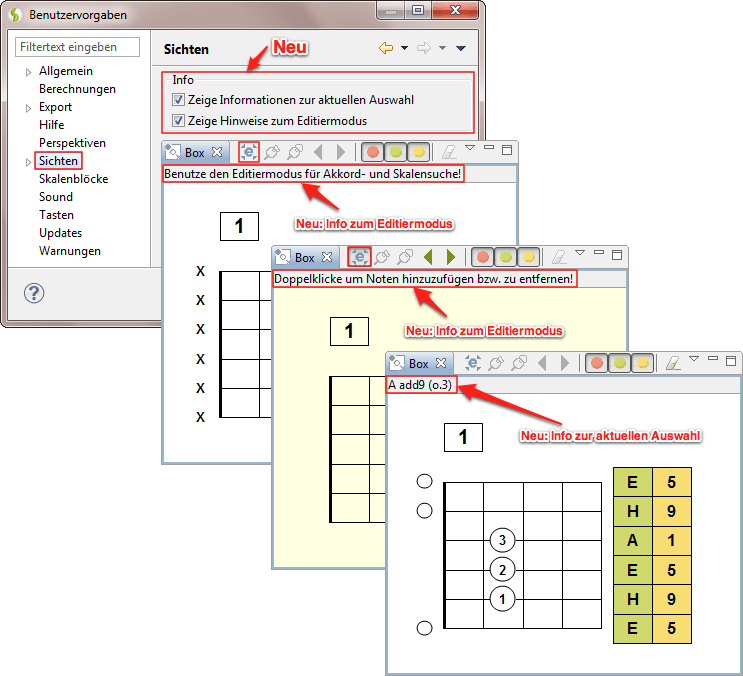 Benutzervorgaben
Filtertext eingeben
Allgemein
Berechnungen
Export
Hilfe
Perspektiven
Sichten
Skalenblöcke
Sound
Tasten
Updates
Warnungen
Sichten
Neu
Info
Zeige Informationen zur aktuellen Auswahl
Zeige Hinweise zum Editiermodus
Box
Benutze den Editiermodus für Akkord- und Skalensuche!
Neu: Info zum Editiermodus
1
X
X
X
X
X
X
Box
Doppelklicke um Noten hinzuzufügen bzw. zu entfernen!
Neu: Info zum Editiermodus
1
Box
A add9 (o.3)
Neu: Info zur aktuellen Auswahl
1
E 5
H 9
3 A 1
2 E 5
1 H 9
E 5